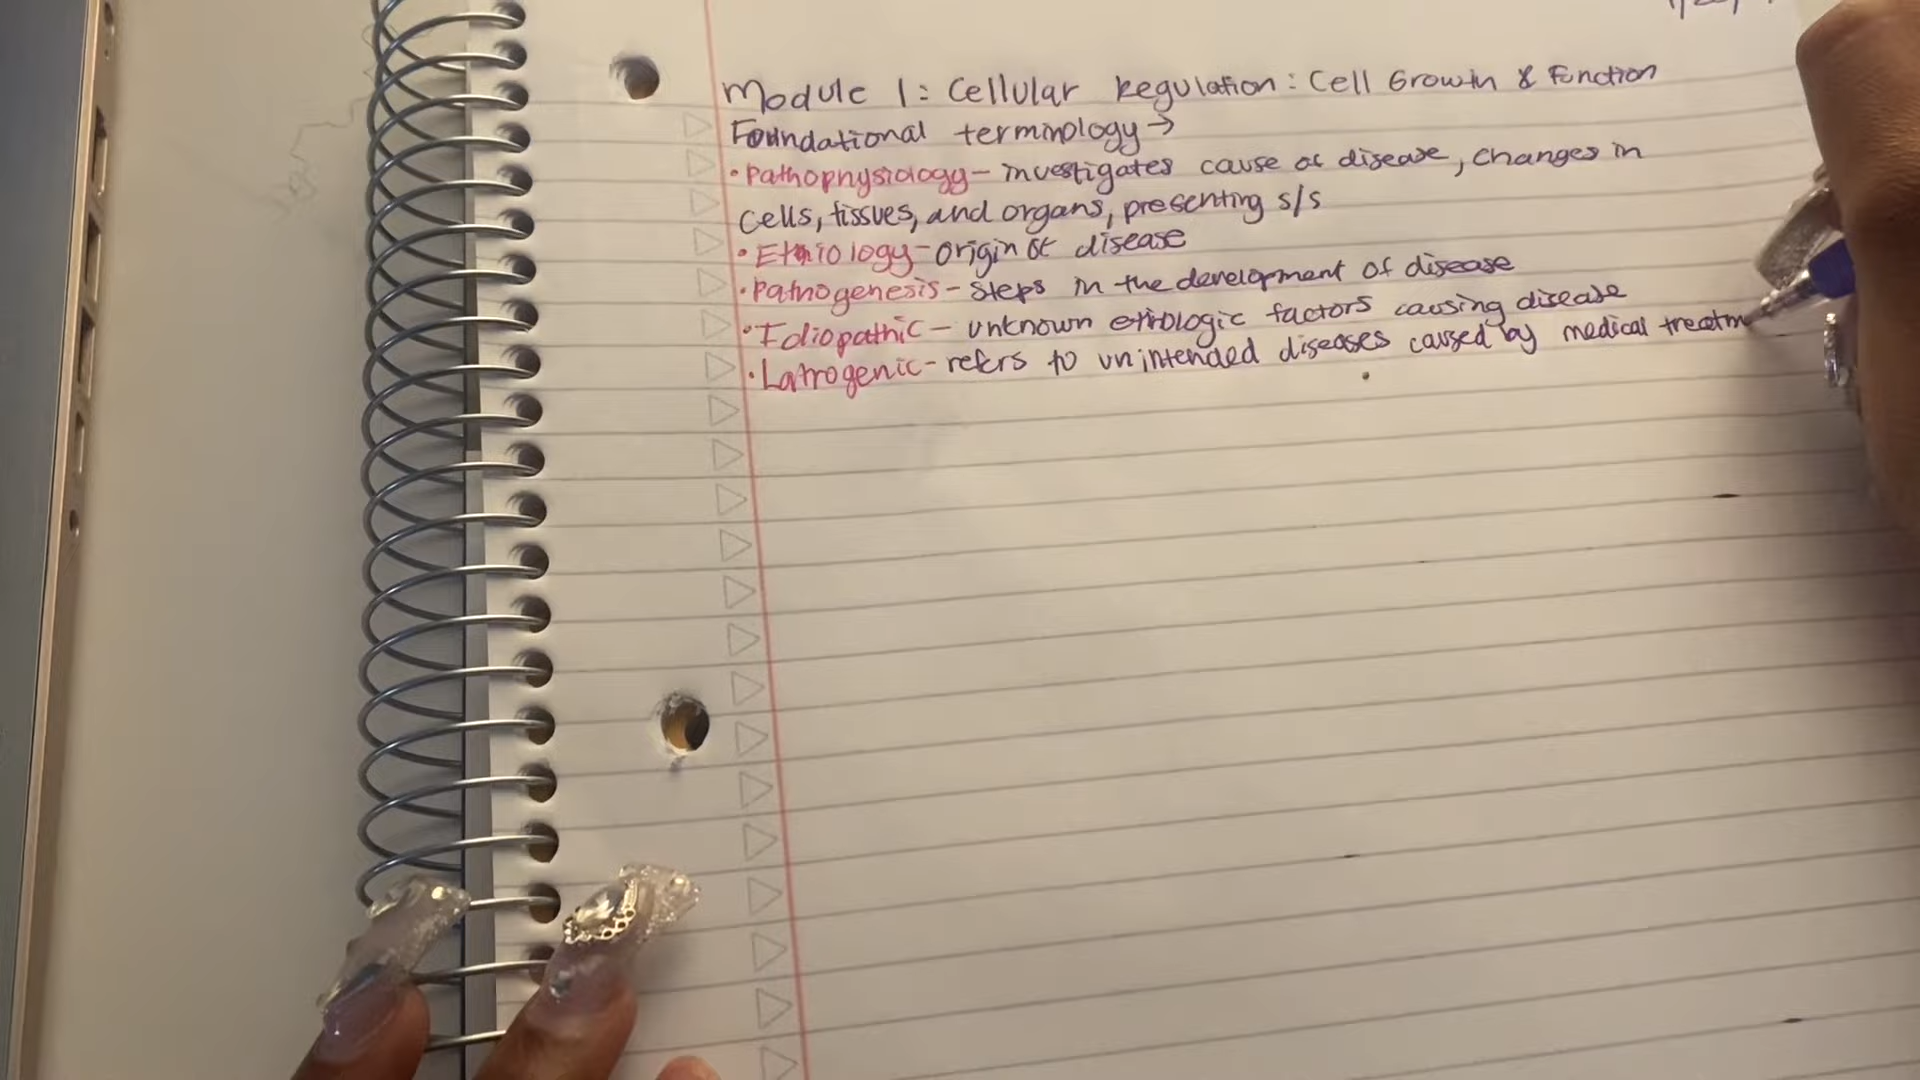 Module 1: Cellular Regulation: Cell Growth & Function
Foundational terminology →
• Pathophysiology - investigates cause of disease, changes in
cells, tissues, and organs, presenting s/s
• Ethiology - origin of disease
• Pathogenesis - steps in the development of disease
• Idiopathic - unknown etiologic factors causing disease
• Latrogenic - refers to unintended diseases caused by medical treatm